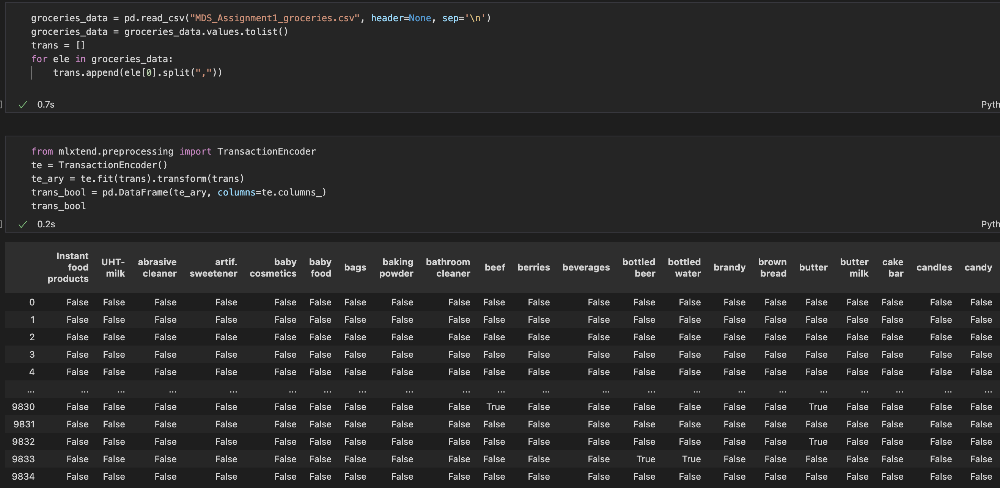 groceries_data = pd.read_csv("MDS_Assignment1_groceries.csv", header=None, sep='\n')
groceries_data = groceries_data.values.tolist()
trans = []
for ele in groceries_data:
    trans.append(ele[0].split(","))
] ✓ 0.7s Pyth
from mlxtend.preprocessing import TransactionEncoder
te = TransactionEncoder()
te_ary = te.fit(trans).transform(trans)
trans_bool = pd.DataFrame(te_ary, columns=te.columns_)
trans_bool
] ✓ 0.2s Pyth
Instant food products UHT-milk abrasive cleaner artif. sweetener baby cosmetics baby food bags baking powder bathroom cleaner beef berries beverages bottled beer bottled water brandy brown bread butter butter milk cake bar candles candy
0 False False False False False False False False False False False False False False False False False False False False False
1 False False False False False False False False False False False False False False False False False False False False False
2 False False False False False False False False False False False False False False False False False False False False False
3 False False False False False False False False False False False False False False False False False False False False False
4 False False False False False False False False False False False False False False False False False False False False False
... ... ... ... ... ... ... ... ... ... ... ... ... ... ... ... ... ... ... ... ... ...
9830 False False False False False False False False False True False False False False False False True False False False False
9831 False False False False False False False False False False False False False False False False False False False False False
9832 False False False False False False False False False False False False False False False False True False False False False
9833 False False False False False False False False False False False False True True False False False False False False False
9834 False False False False False False False False False False False False False False False False False False False False False